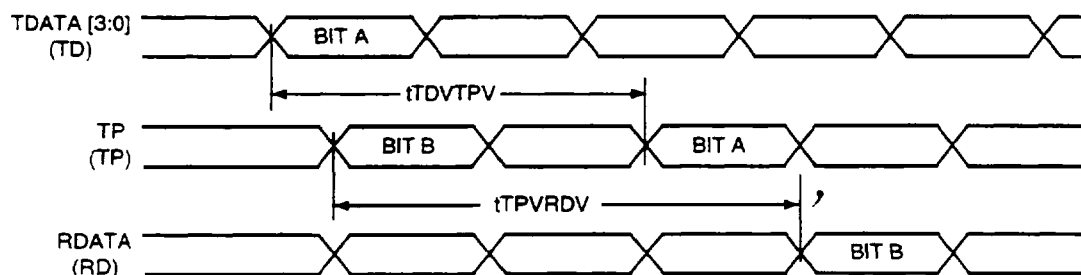 TDATA [3:0]
(TD)
BIT A
tTDVTPV
TP
(TP)
BIT B
BIT A
tTPVRDV
RDATA
(RD)
BIT B